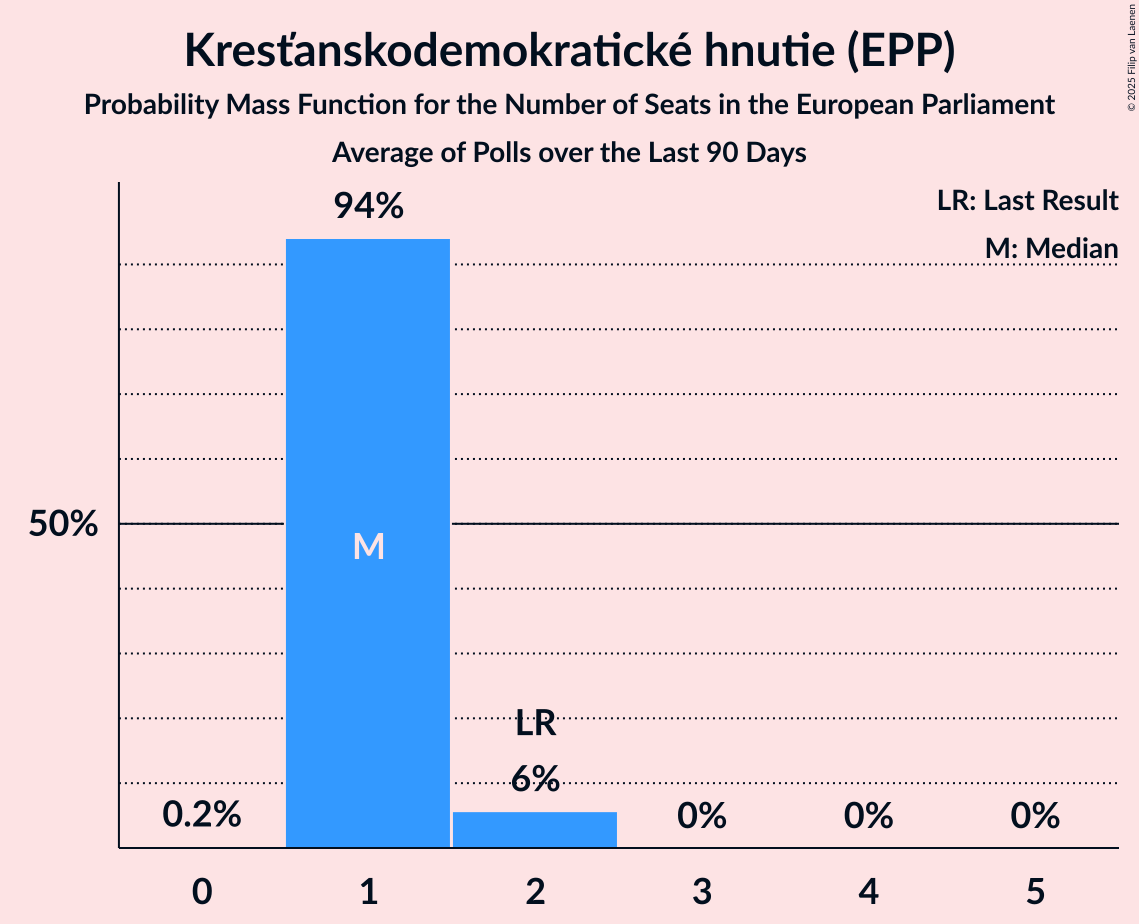 Kresťanskodemokratické hnutie (EPP)
Probability Mass Function for the Number of Seats in the European Parliament
Average of Polls over the Last 90 Days
© 2025 Filip van Laenen
LR: Last Result
M: Median
94%
50%
M
LR
6%
0.2%
0%
0%
0%
0
1
2
3
4
5